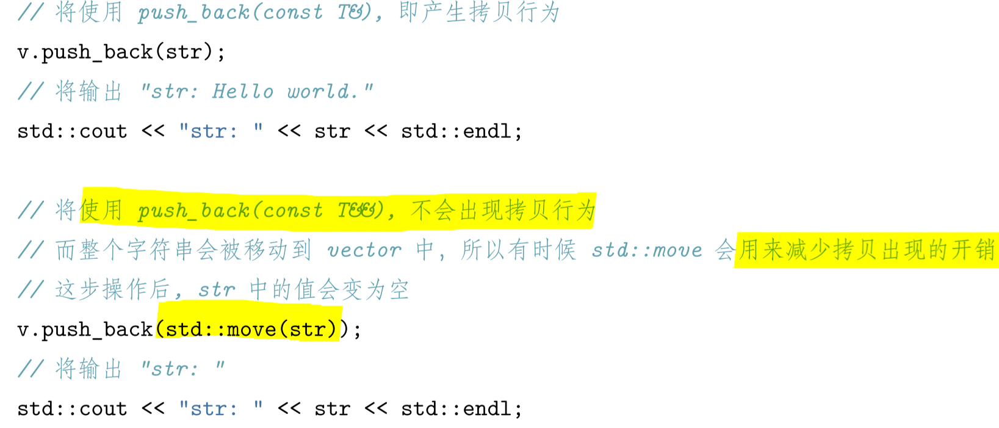 // 将使用 push_back(const T&), 即产生拷贝行为
v.push_back(str);
// 将输出 "str: Hello world."
std::cout << "str: " << str << std::endl;
// 将使用 push_back(const T&&), 不会出现拷贝行为
// 而整个字符串会被移动到 vector 中, 所以有时候 std::move 会用来减少拷贝出现的开销
// 这步操作后, str 中的值会变为空
v.push_back(std::move(str));
// 将输出 "str: "
std::cout << "str: " << str << std::endl;